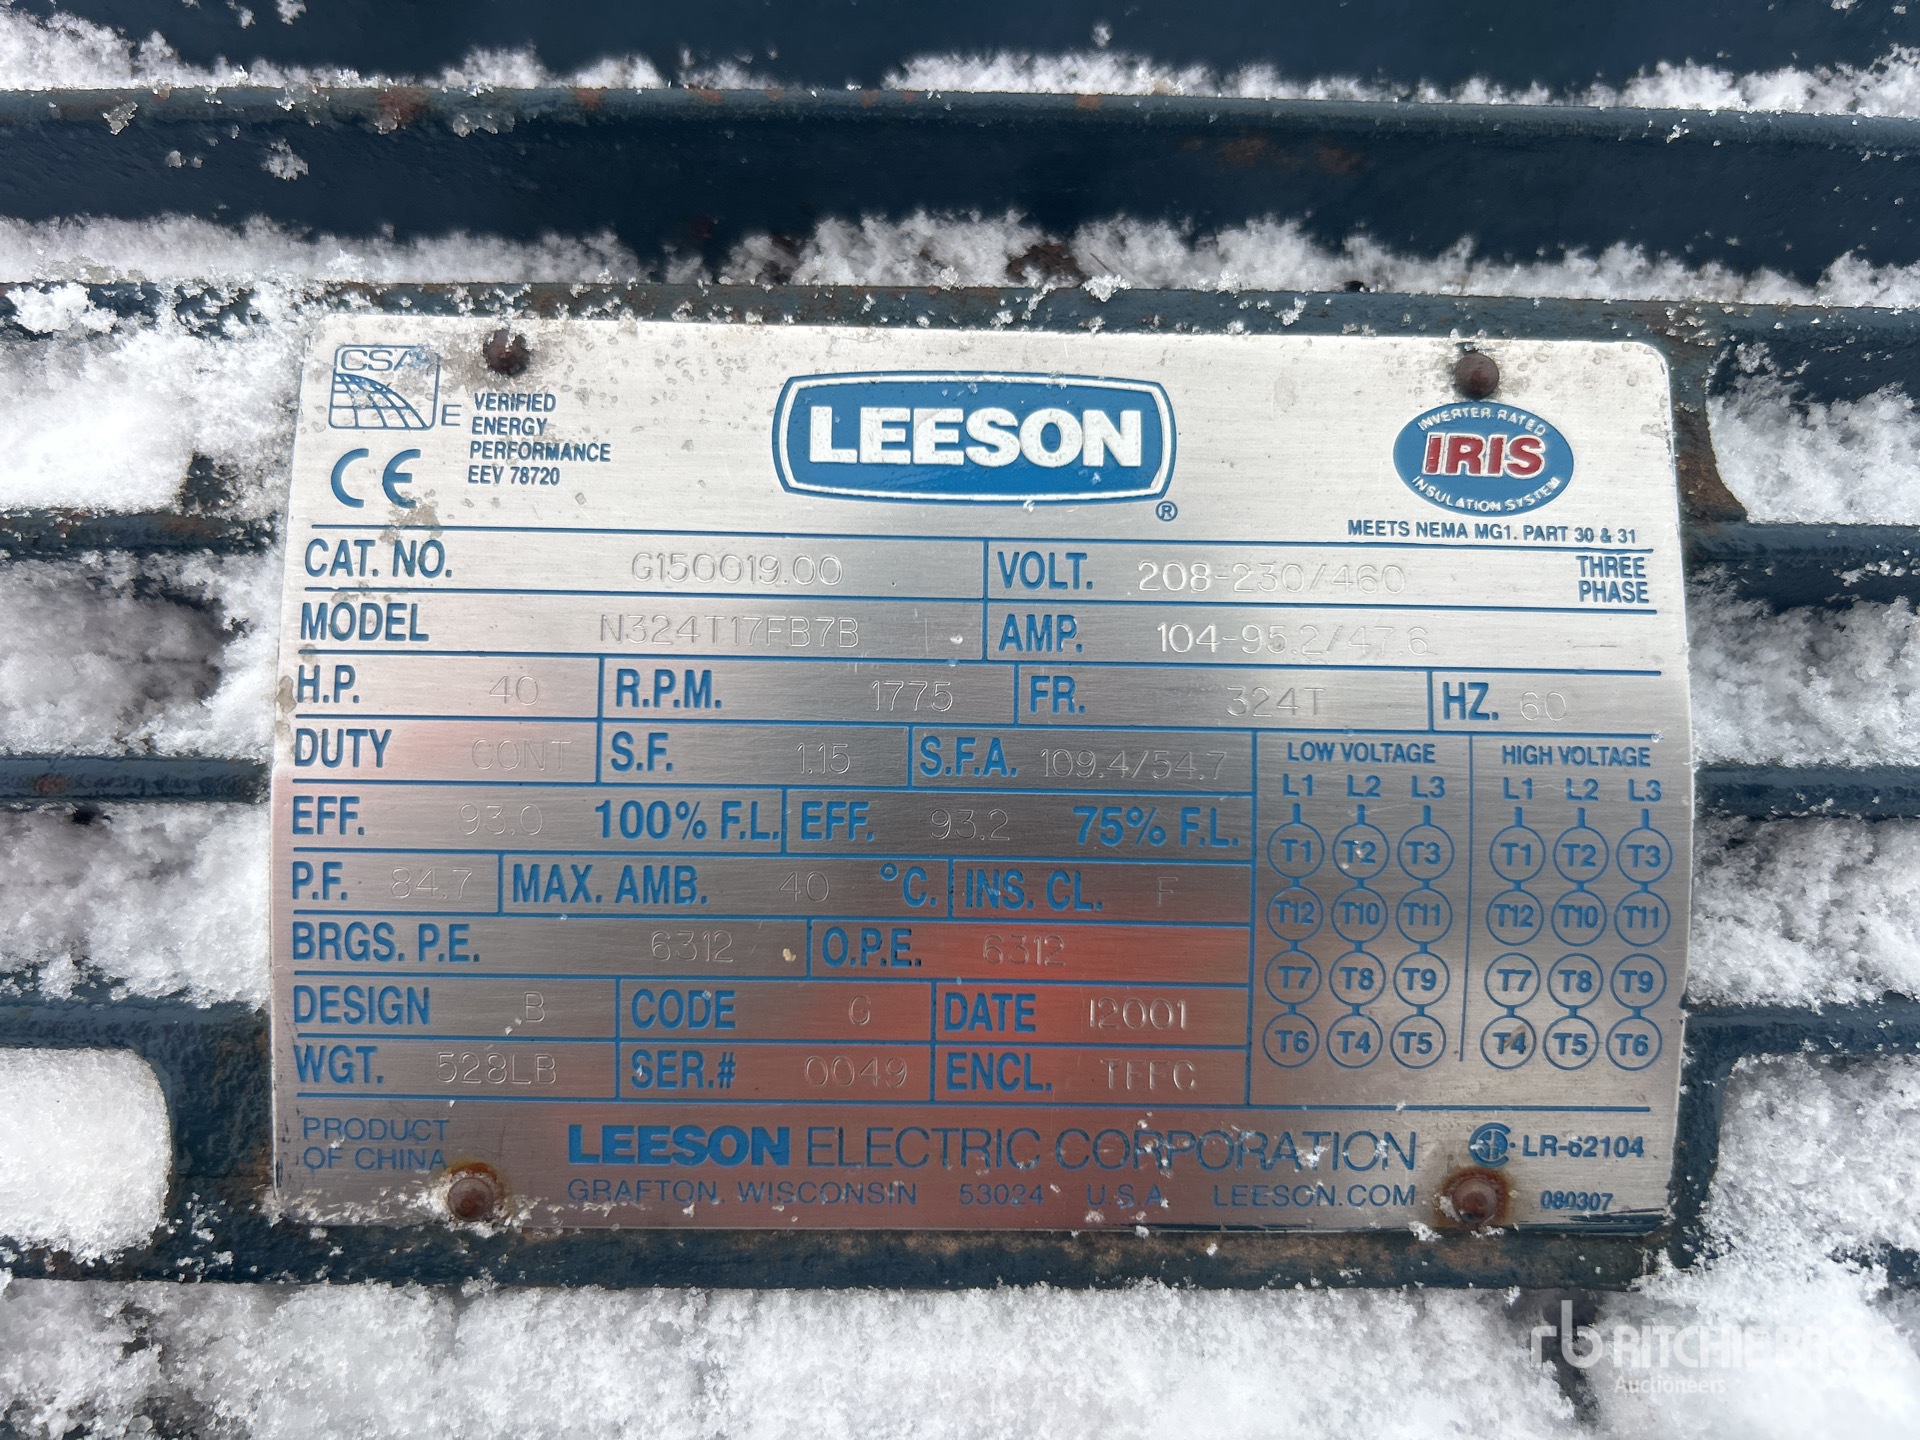 CSA
E
VERIFIED
ENERGY
PERFORMANCE
EEV 78720
CE
LEESON
®
INVERTER RATED
IRIS
INSULATION SYSTEM
MEETS NEMA MG1. PART 30 & 31
CAT. NO. G150019.00 VOLT. 208-230/460 THREE PHASE
MODEL N324T17FB7B AMP. 104-95.2/47.6
H.P. 40 R.P.M. 1775 FR. 324T HZ. 60
DUTY CONT S.F. 1.15 S.F.A. 109.4/54.7
EFF. 93.0 100% F.L. EFF. 93.2 75% F.L.
P.F. 84.7 MAX. AMB. 40 °C. INS. CL. F
BRGS. P.E. 6312 O.P.E. 6312
DESIGN B CODE G DATE 12001
WGT. 528LB SER.# 0049 ENCL. TEFC
LOW VOLTAGE HIGH VOLTAGE
L1 L2 L3 L1 L2 L3
T1 T2 T3 T1 T2 T3
T12 T10 T11 T12 T10 T11
T7 T8 T9 T7 T8 T9
T6 T4 T5 T4 T5 T6
PRODUCT
OF CHINA
LEESON ELECTRIC CORPORATION
GRAFTON, WISCONSIN 53024 U.S.A. LEESON.COM
SA LR-62104
080307
rb RITCHIE BROS
Auctioneers